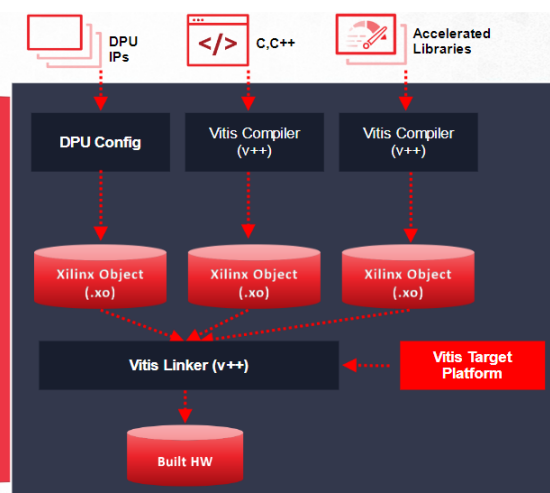 DPU
IPs
</>
C,C++
Accelerated
Libraries
DPU Config
Vitis Compiler
(v++)
Vitis Compiler
(v++)
Xilinx Object
(.xo)
Xilinx Object
(.xo)
Xilinx Object
(.xo)
Vitis Linker (v++)
Vitis Target
Platform
Built HW